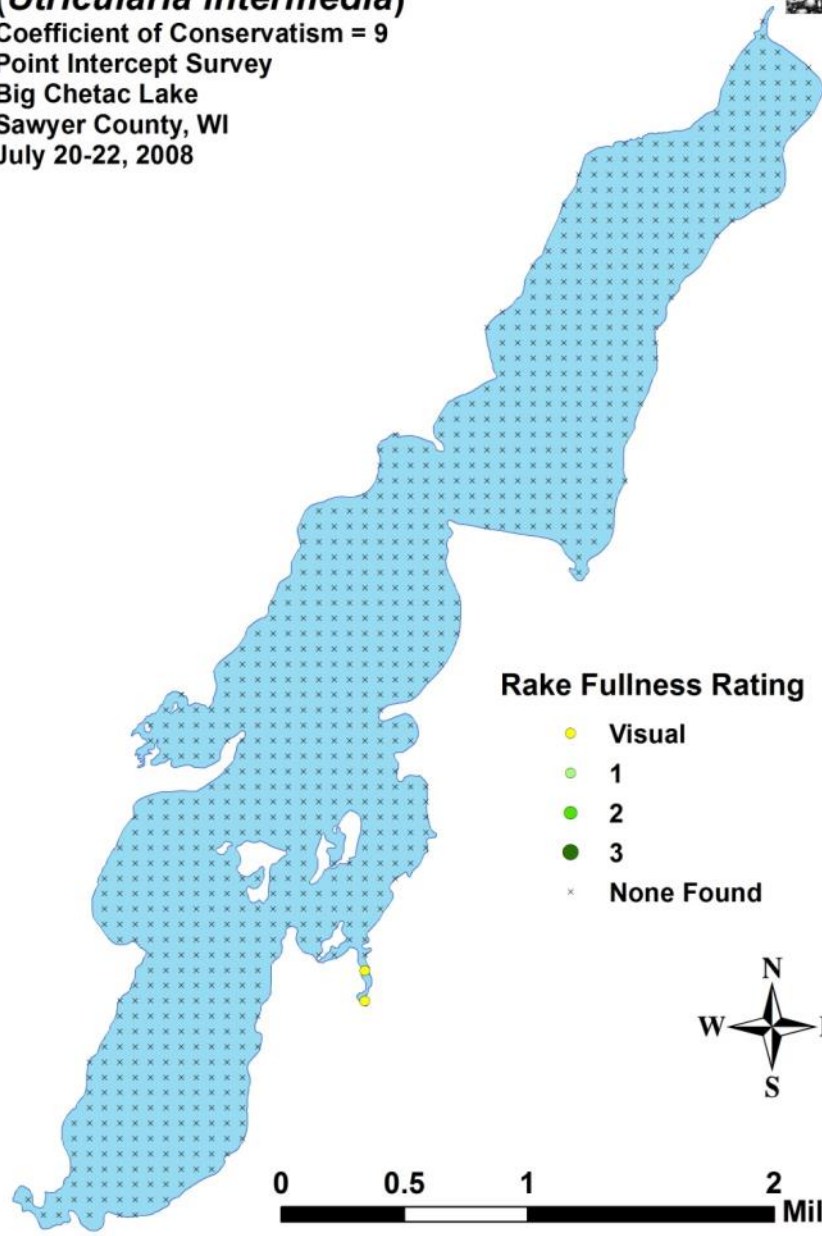 (Utricularia intermedia)
Coefficient of Conservatism = 9
Point Intercept Survey
Big Chetac Lake
Sawyer County, WI
July 20-22, 2008
Rake Fullness Rating
Visual
1
2
3
None Found
N
W
S
0 0.5 1 2
Mil